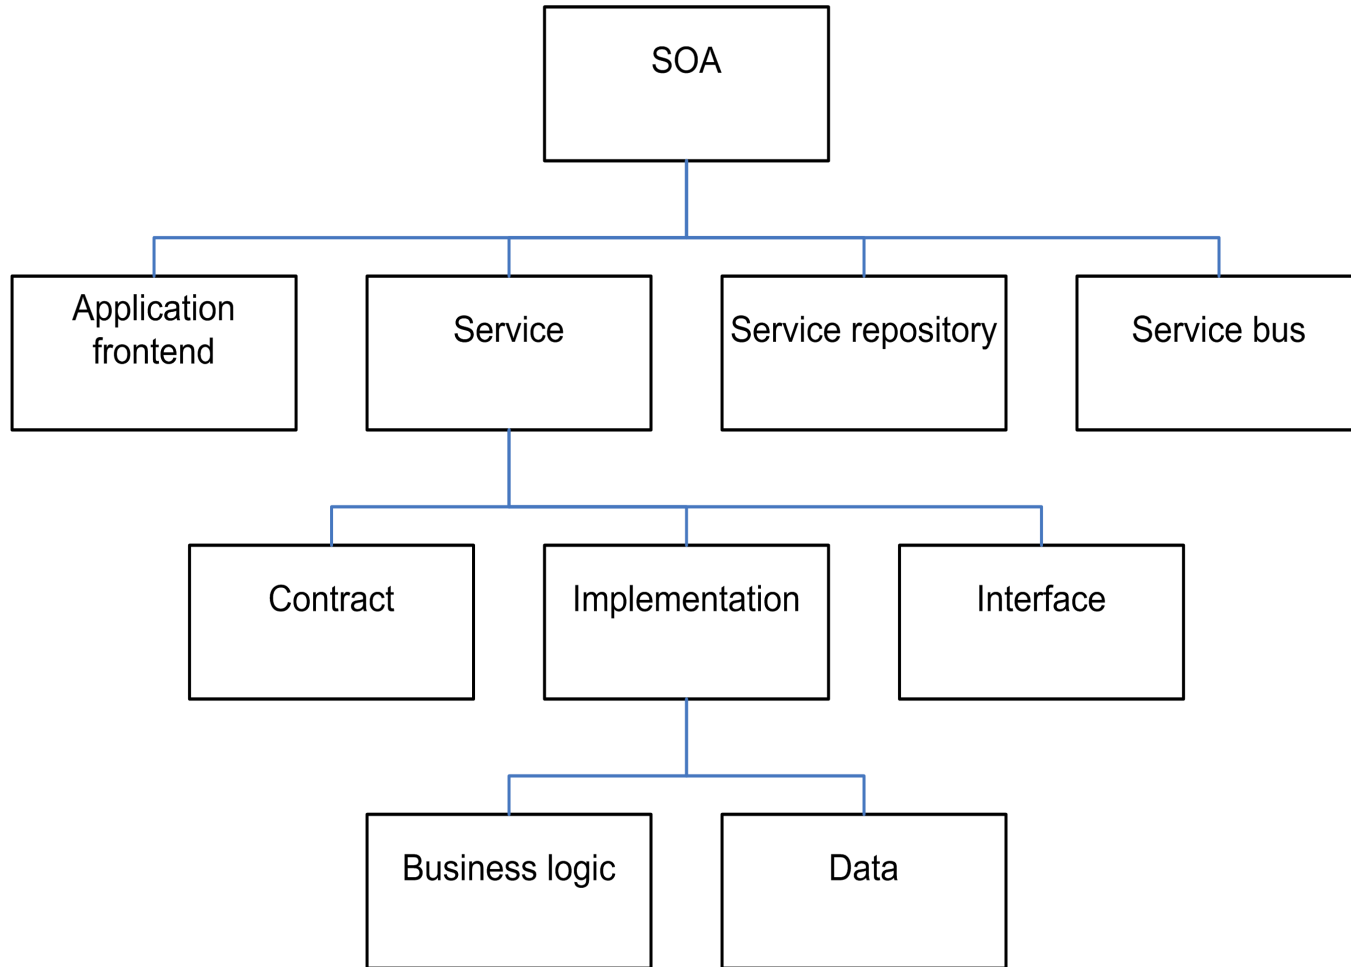 SOA
Application
frontend
Service
Service repository
Service bus
Contract
Implementation
Interface
Business logic
Data